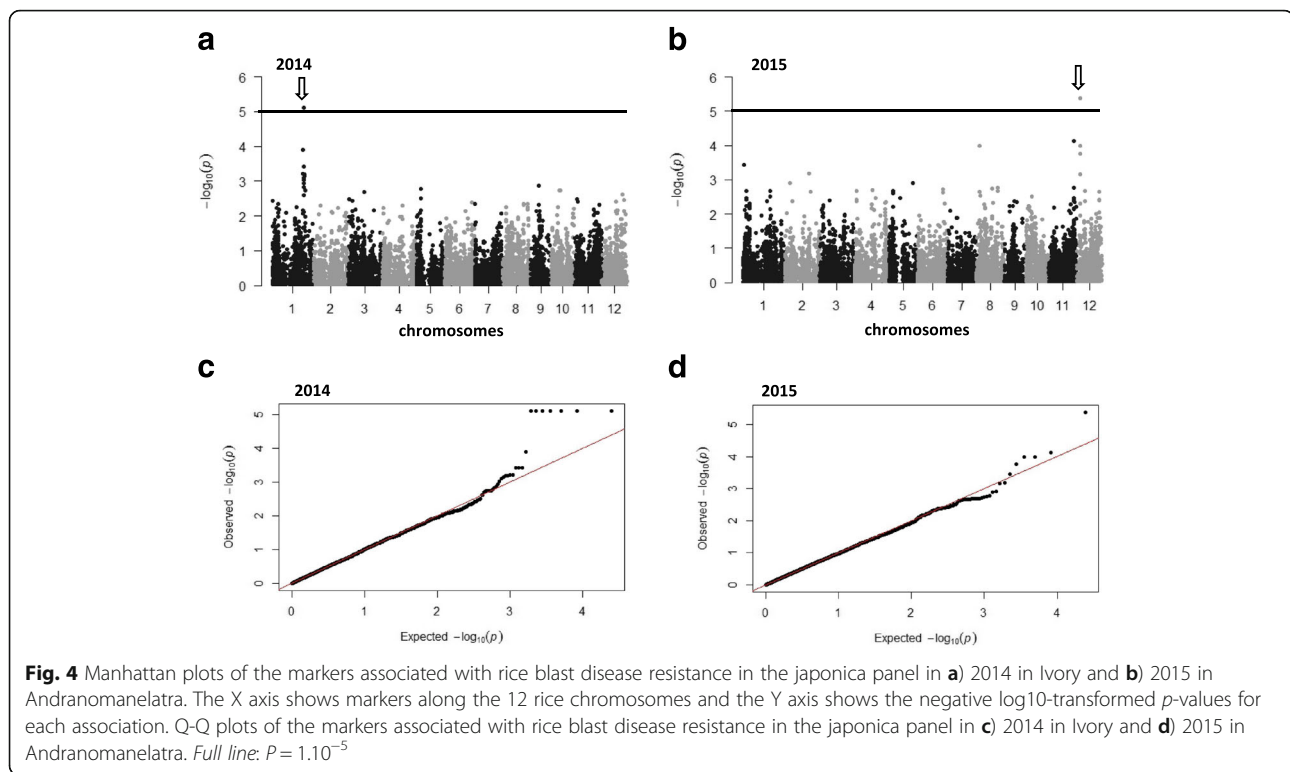 a
2014
6
5
4
3
2
1
0
−log₁₀(p)
1 2 3 4 5 6 7 8 9 10 11 12
chromosomes
b
2015
6
5
4
3
2
1
0
−log₁₀(p)
1 2 3 4 5 6 7 8 9 10 11 12
chromosomes
c
2014
5
4
3
2
1
0
Observed −log₁₀(p)
0 1 2 3 4
Expected −log₁₀(p)
d
2015
5
4
3
2
1
0
Observed −log₁₀(p)
0 1 2 3 4
Expected −log₁₀(p)
Fig. 4 Manhattan plots of the markers associated with rice blast disease resistance in the japonica panel in a) 2014 in Ivory and b) 2015 in
Andranomanelatra. The X axis shows markers along the 12 rice chromosomes and the Y axis shows the negative log10-transformed p-values for
each association. Q-Q plots of the markers associated with rice blast disease resistance in the japonica panel in c) 2014 in Ivory and d) 2015 in
Andranomanelatra. Full line: P = 1.10⁻⁵